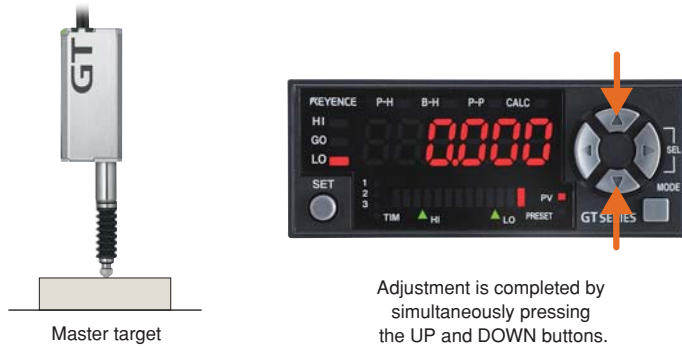 GT
Master target
KEYENCE P-H B-H P-P CALC
HI
GO
LO
0.000
SET
1
2
3
TIM HI LO PRESET
PV
SEL
MODE
GT SERIES
Adjustment is completed by
simultaneously pressing
the UP and DOWN buttons.